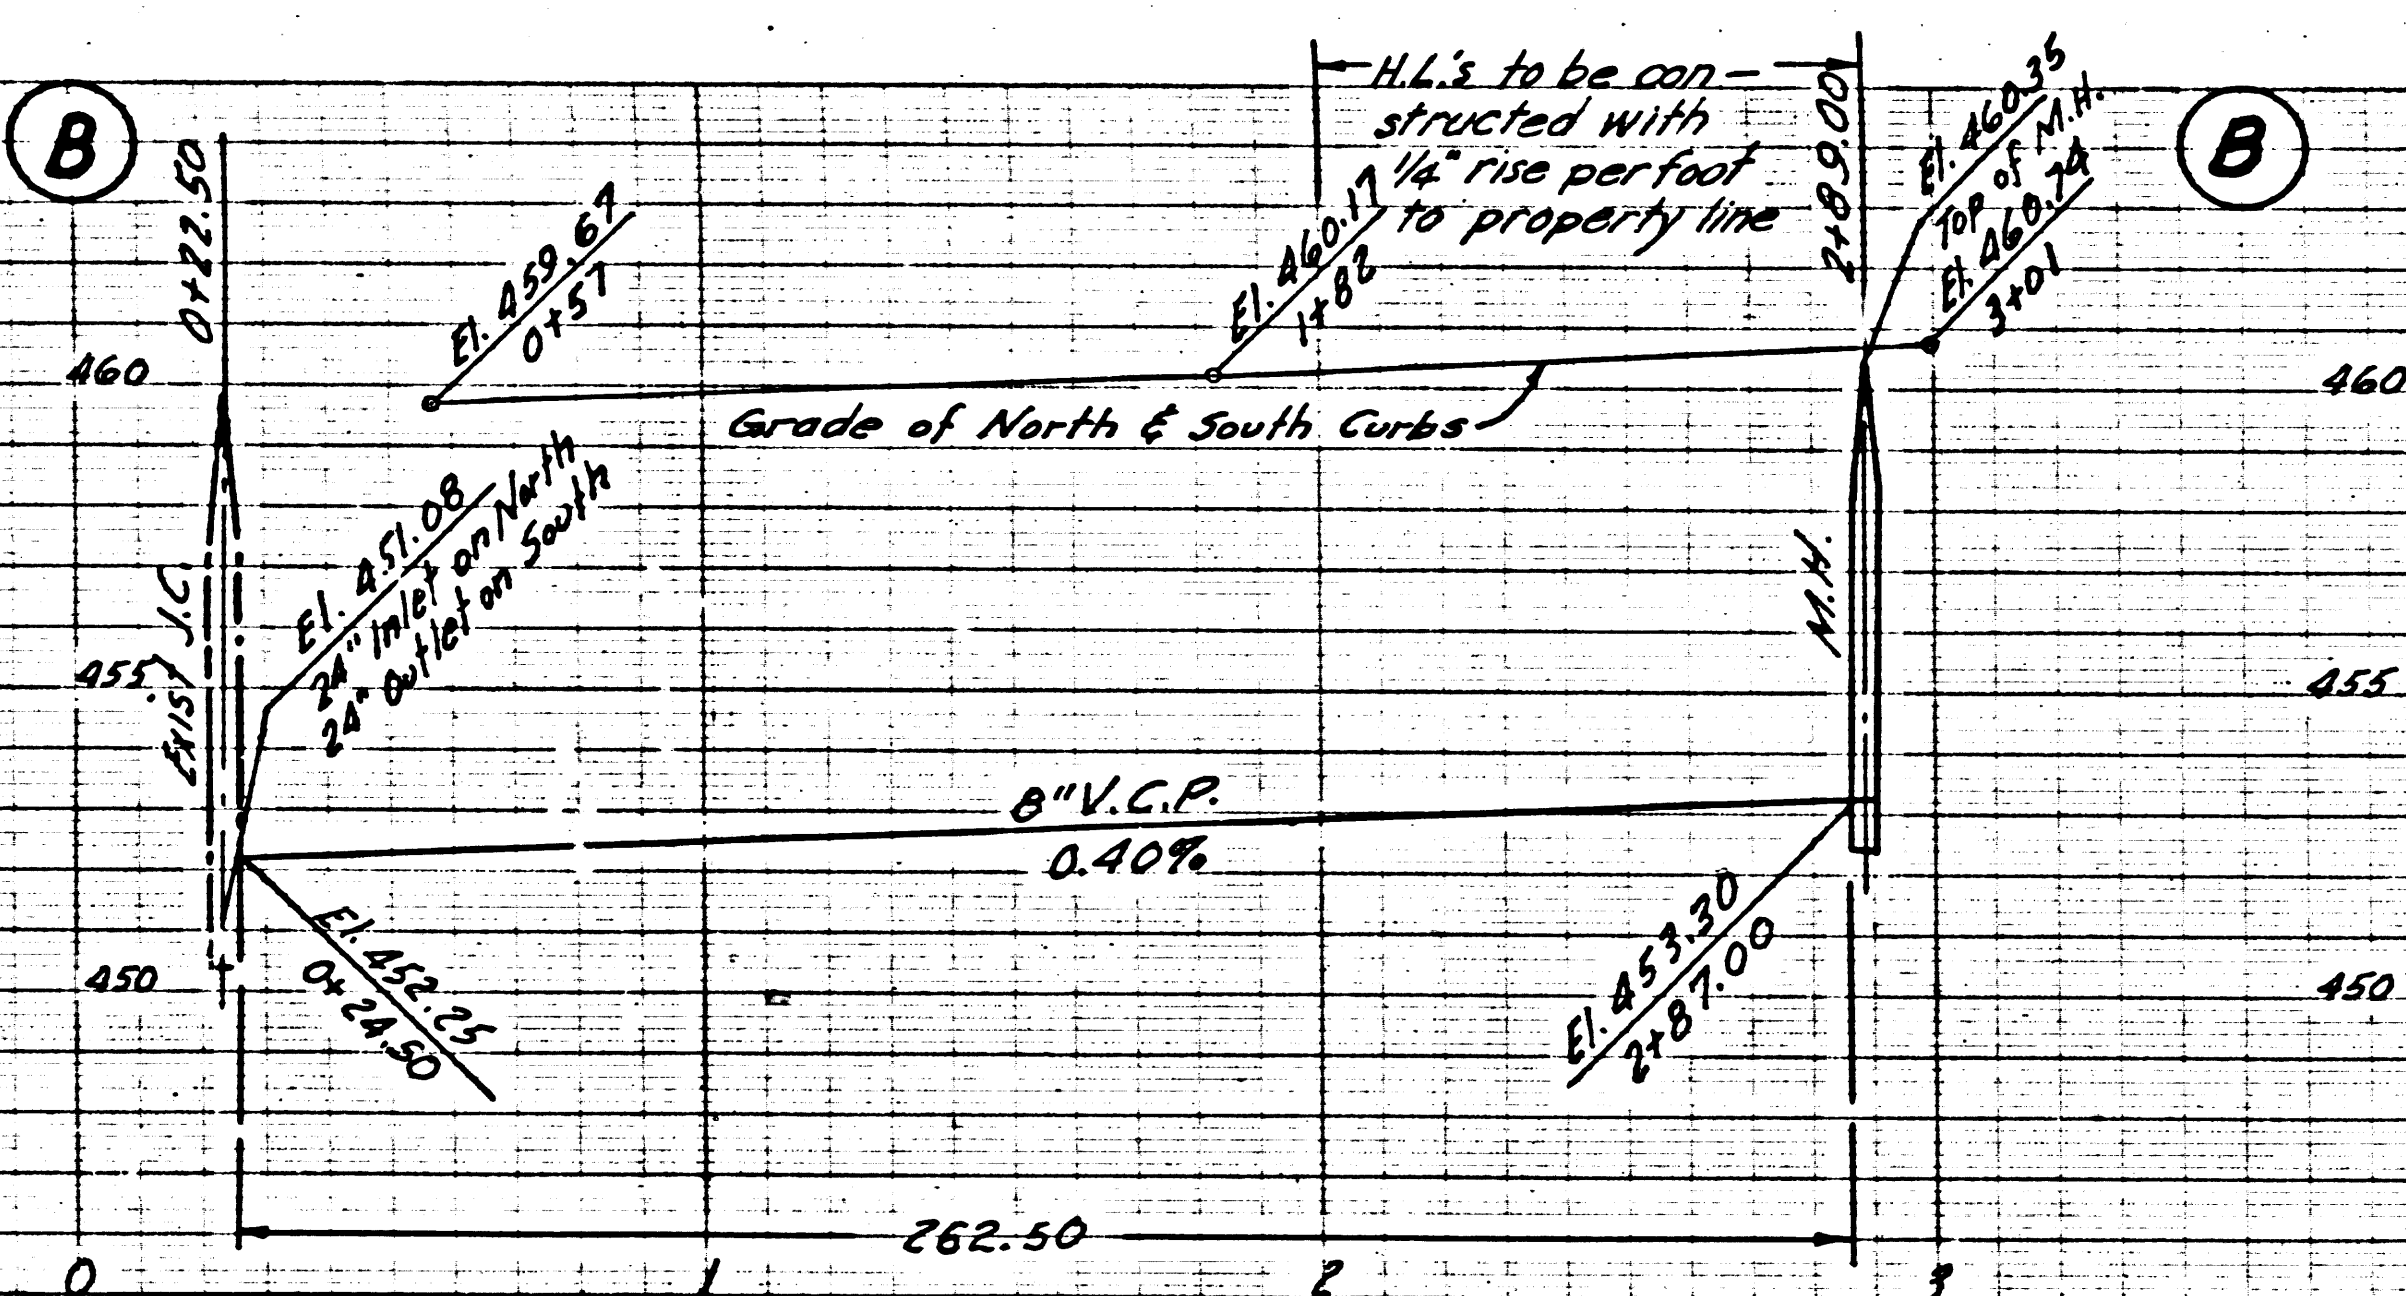 B
0+22.50
El. 459.67
0+57
El. 460.17
1+82
H.L.'s to be con-
structed with
1/4" rise per foot
to property line
2+89.00
El. 460.35
Top of M.H.
El. 460.74
3+01
B
460
460
Grade of North & South Curbs
El. 451.08
24" Inlet on North
24" Outlet on South
Exist. J.C.
M.H.
455
455
8" V.C.P.
0.40%
El. 452.25
0+24.50
El. 453.30
2+87.00
450
450
262.50
0
1
2
3